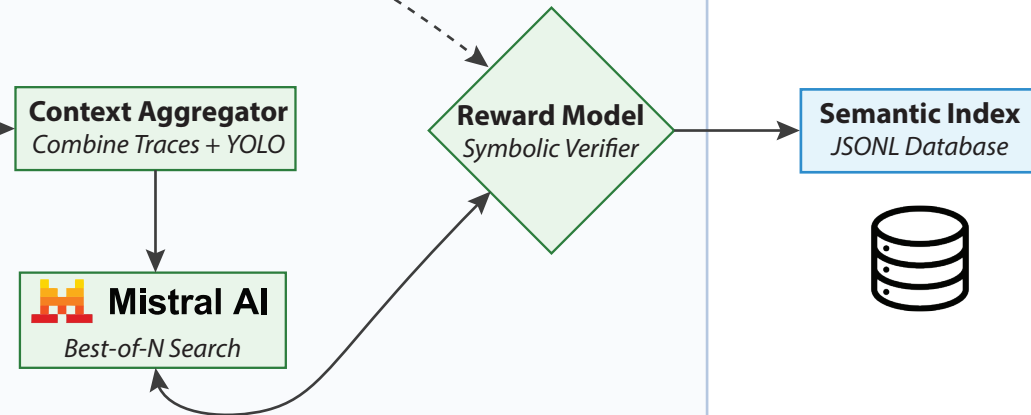 Context Aggregator
Combine Traces + YOLO
Mistral AI
Best-of-N Search
Reward Model
Symbolic Verifier
Semantic Index
JSONL Database